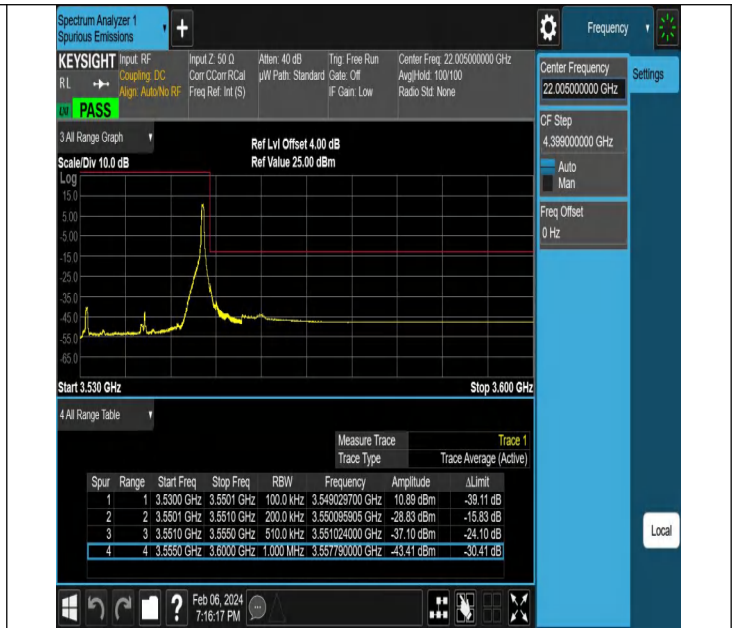 Spectrum Analyzer 1
Spurious Emissions
+
Frequency
KEYSIGHT Input: RF Input Z: 50 Ω Atten: 40 dB Trig: Free Run Center Freq: 22.005000000 GHz
RL Coupling: DC Corr CCorr RCal µW Path: Standard Gate: Off Avg|Hold: 100/100
Align: Auto/No RF Freq Ref: Int (S) IF Gain: Low Radio Std: None
PASS
Center Frequency
22.005000000 GHz
Settings
CF Step
4.399000000 GHz
Auto
Man
Freq Offset
0 Hz
3 All Range Graph
Ref Lvl Offset 4.00 dB
Scale/Div 10.0 dB Ref Value 25.00 dBm
Log
15.0
5.00
-5.00
-15.0
-25.0
-35.0
-45.0
-55.0
-65.0
Start 3.530 GHz Stop 3.600 GHz
4 All Range Table
Measure Trace Trace 1
Trace Type Trace Average (Active)
Spur Range Start Freq Stop Freq RBW Frequency Amplitude ΔLimit
1 1 3.5300 GHz 3.5501 GHz 100.0 kHz 3.549029700 GHz 10.89 dBm -39.11 dB
2 2 3.5501 GHz 3.5510 GHz 200.0 kHz 3.550095905 GHz -28.83 dBm -15.83 dB
3 3 3.5510 GHz 3.5550 GHz 510.0 kHz 3.551024000 GHz -37.10 dBm -24.10 dB
4 4 3.5550 GHz 3.6000 GHz 1.000 MHz 3.557790000 GHz -43.41 dBm -30.41 dB
Local
?
Feb 06, 2024
7:16:17 PM